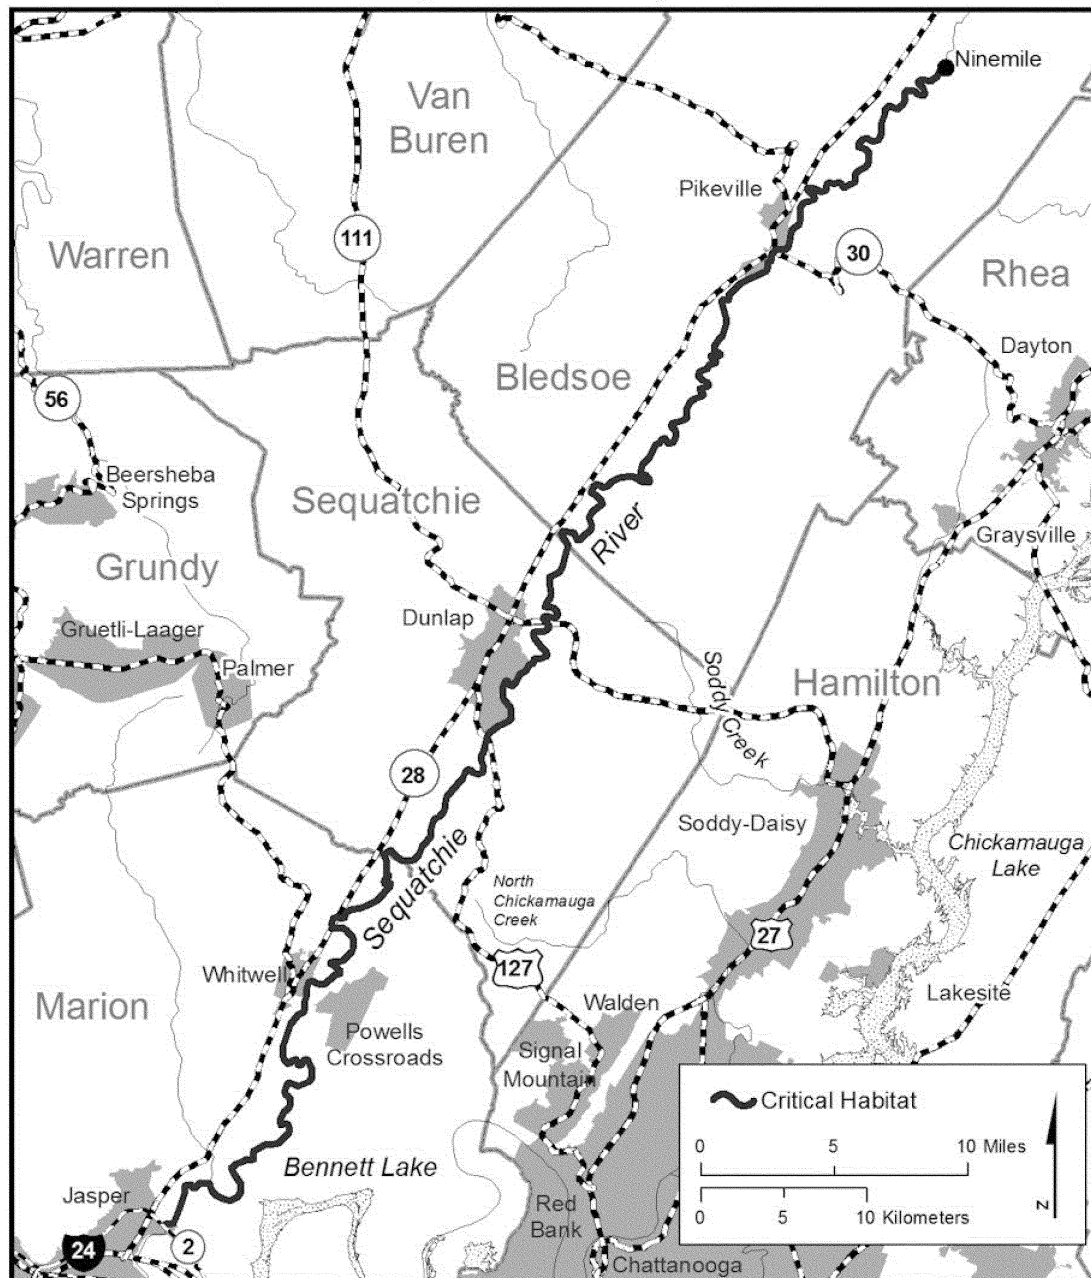 Ninemile
Van
Buren
Pikeville
Warren
111
30
Rhea
Dayton
Bledsoe
56
Beersheba
Springs
Sequatchie
River
Graysville
Grundy
Dunlap
Gruetli-Laager
Palmer
Soddy Creek
Hamilton
28
Soddy-Daisy
Chickamauga
Lake
Sequatchie
North
Chickamauga
Creek
27
127
Whitwell
Lakesite
Marion
Walden
Powells
Crossroads
Signal
Mountain
Critical Habitat
0 5 10 Miles
Bennett Lake
Jasper
Red
Bank
0 5 10 Kilometers
N
24
2
Chattanooga